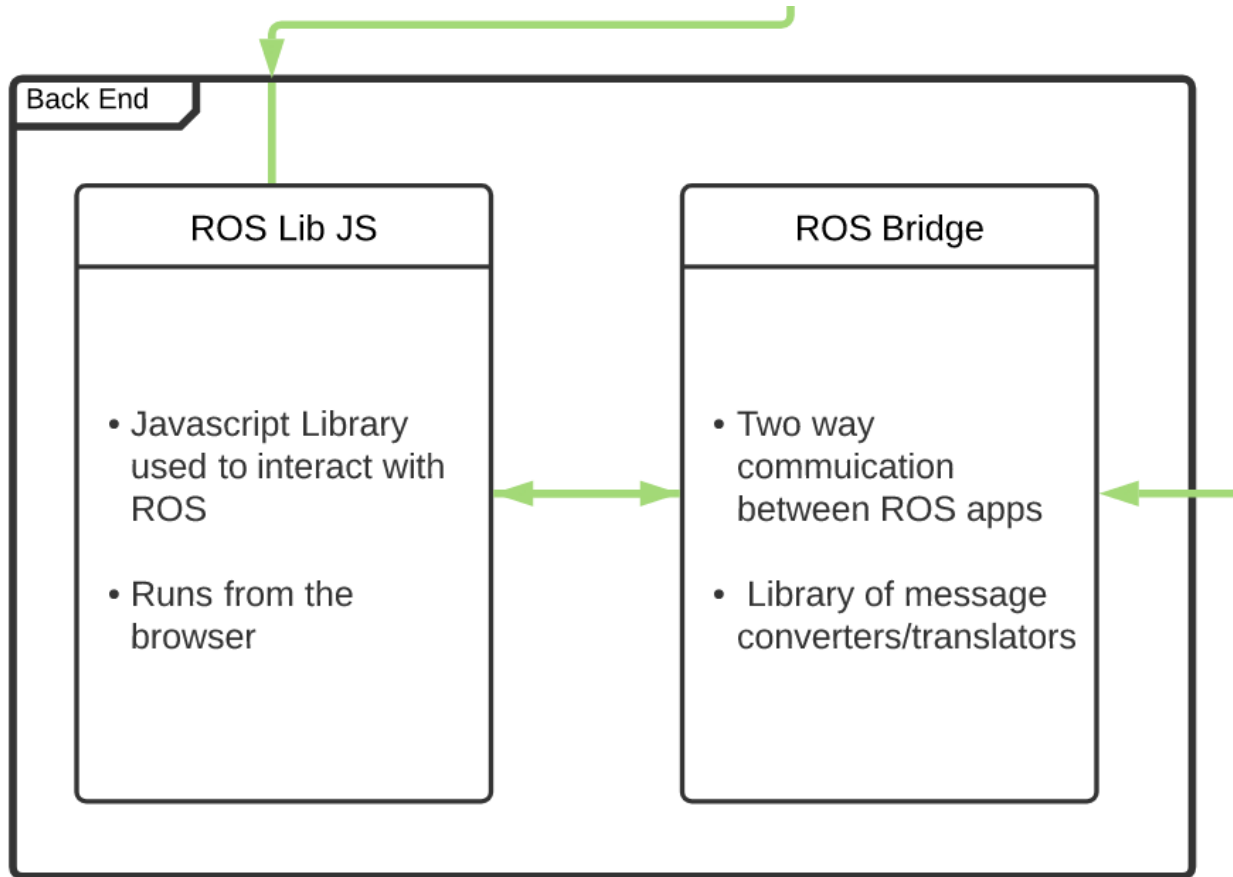 Back End
ROS Lib JS
• Javascript Library
used to interact with
ROS
• Runs from the
browser
ROS Bridge
• Two way
commuication
between ROS apps
• Library of message
converters/translators